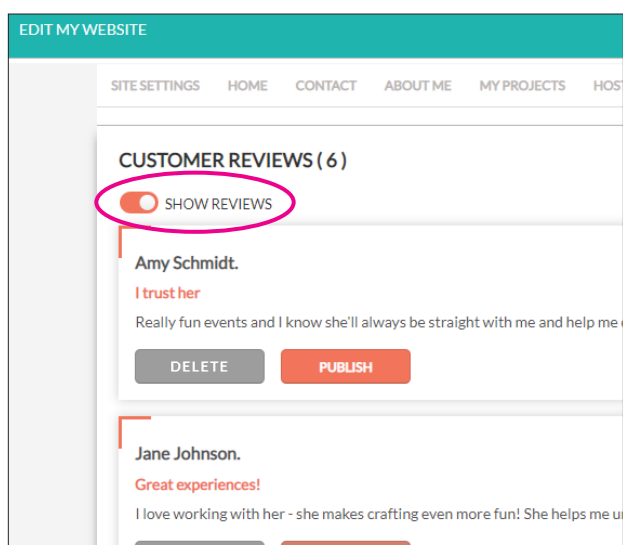 EDIT MY WEBSITE
SITE SETTINGS HOME CONTACT ABOUT ME MY PROJECTS
CUSTOMER REVIEWS ( 6 )
SHOW REVIEWS
Amy Schmidt.
I trust her
Really fun events and I know she'll always be straight with me and help me
DELETE PUBLISH
Jane Johnson.
Great experiences!
I love working with her - she makes crafting even more fun! She helps me